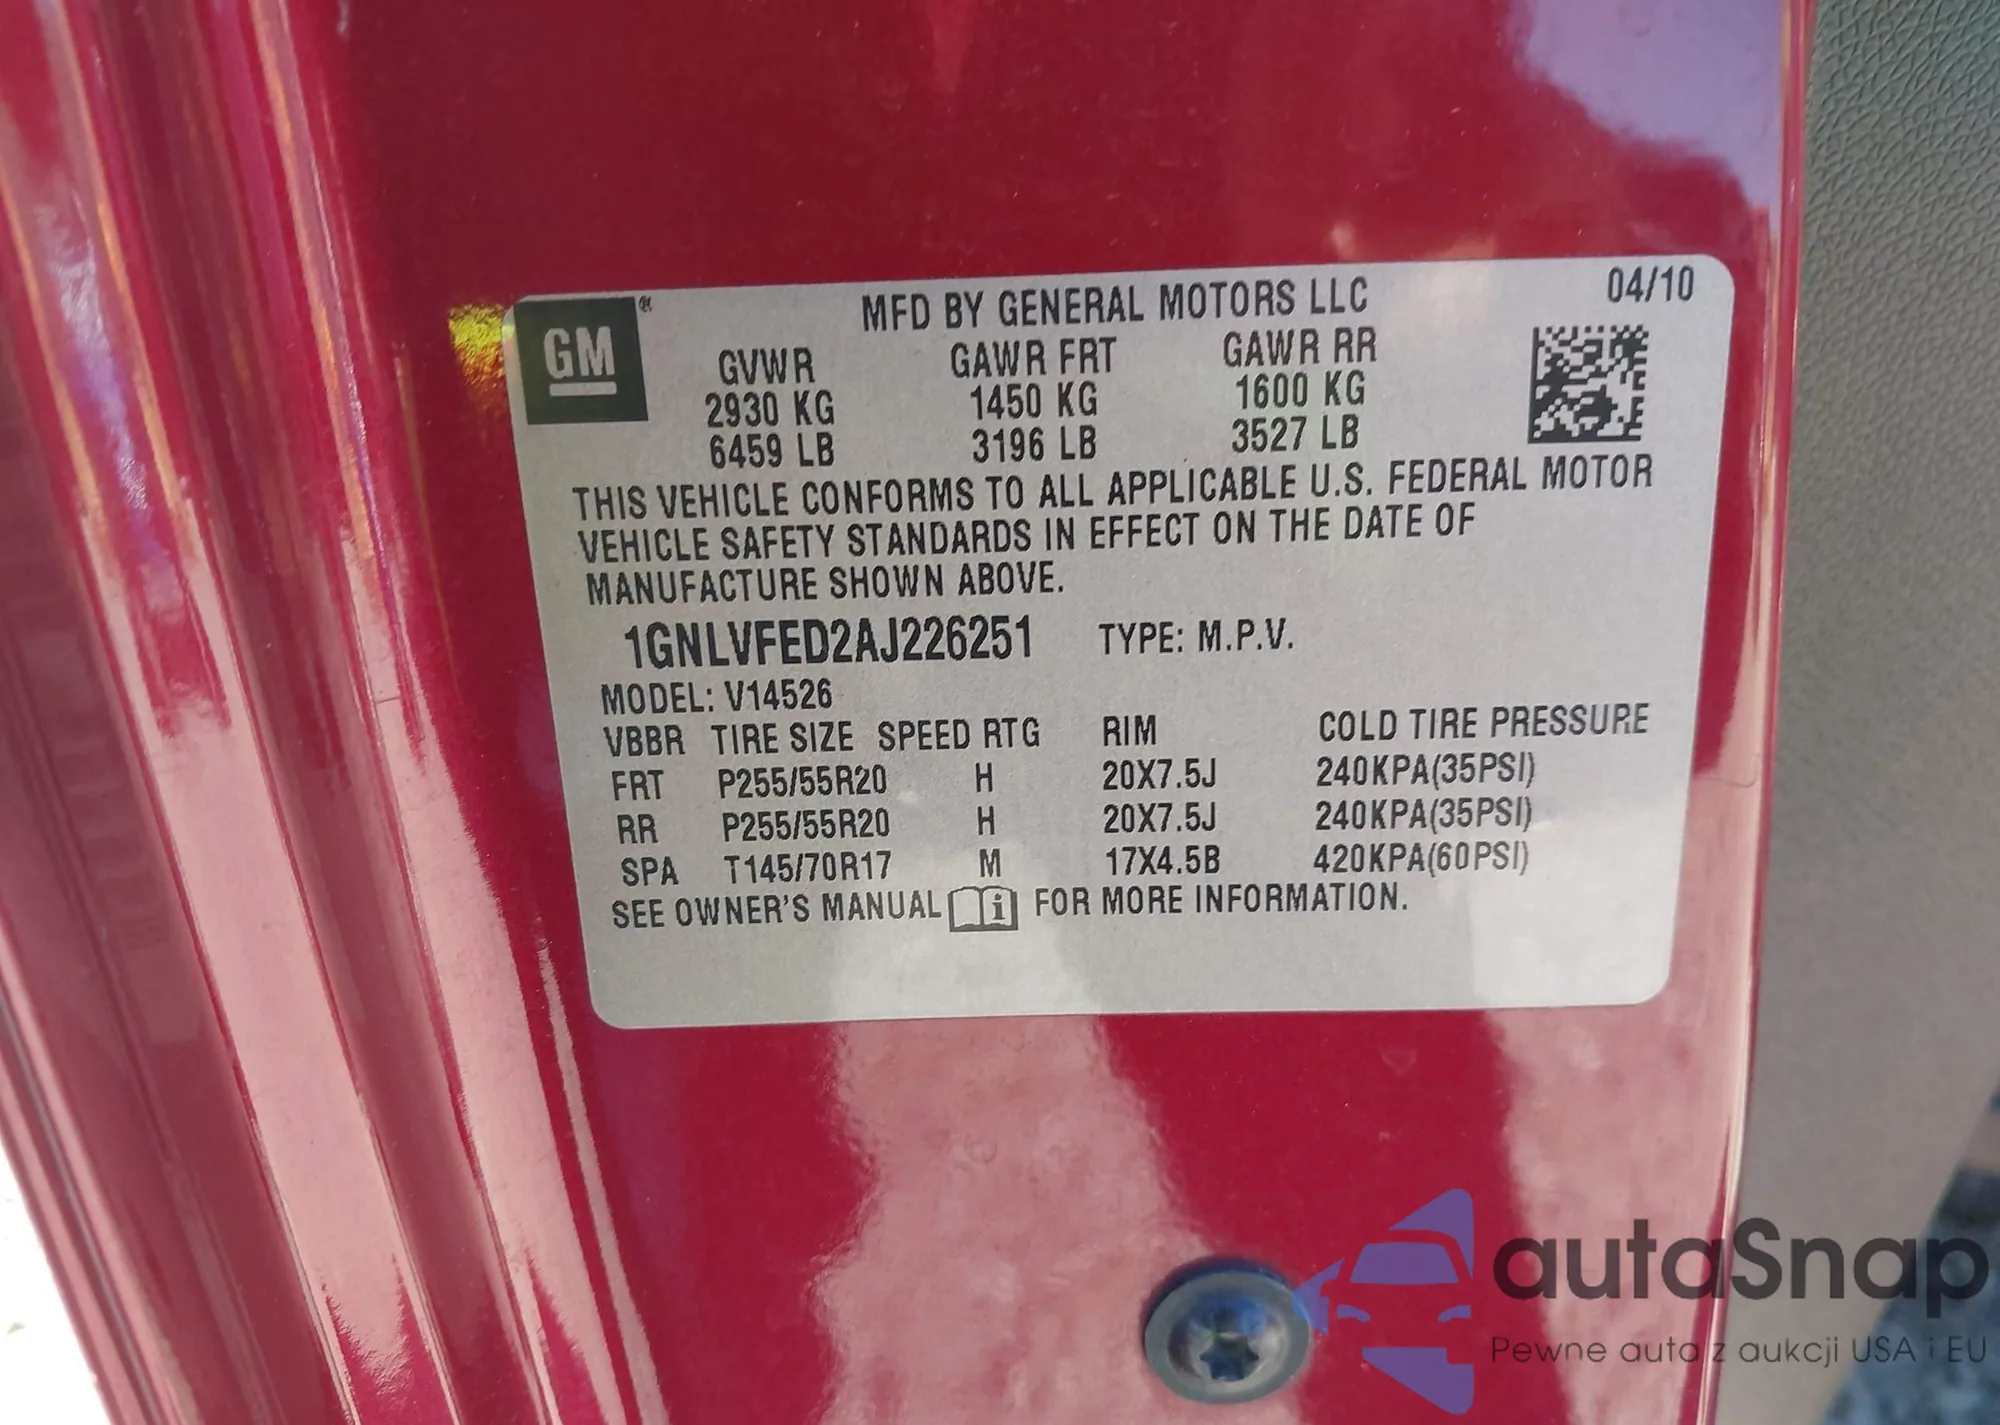 GM®
MFD BY GENERAL MOTORS LLC 04/10
GVWR GAWR FRT GAWR RR
2930 KG 1450 KG 1600 KG
6459 LB 3196 LB 3527 LB
THIS VEHICLE CONFORMS TO ALL APPLICABLE U.S. FEDERAL MOTOR
VEHICLE SAFETY STANDARDS IN EFFECT ON THE DATE OF
MANUFACTURE SHOWN ABOVE.
1GNLVFED2AJ226251 TYPE: M.P.V.
MODEL: V14526
VBBR TIRE SIZE SPEED RTG RIM COLD TIRE PRESSURE
FRT P255/55R20 H 20X7.5J 240KPA(35PSI)
RR P255/55R20 H 20X7.5J 240KPA(35PSI)
SPA T145/70R17 M 17X4.5B 420KPA(60PSI)
SEE OWNER'S MANUAL i FOR MORE INFORMATION.
autaSnap
Pewne auta z aukcji USA i EU